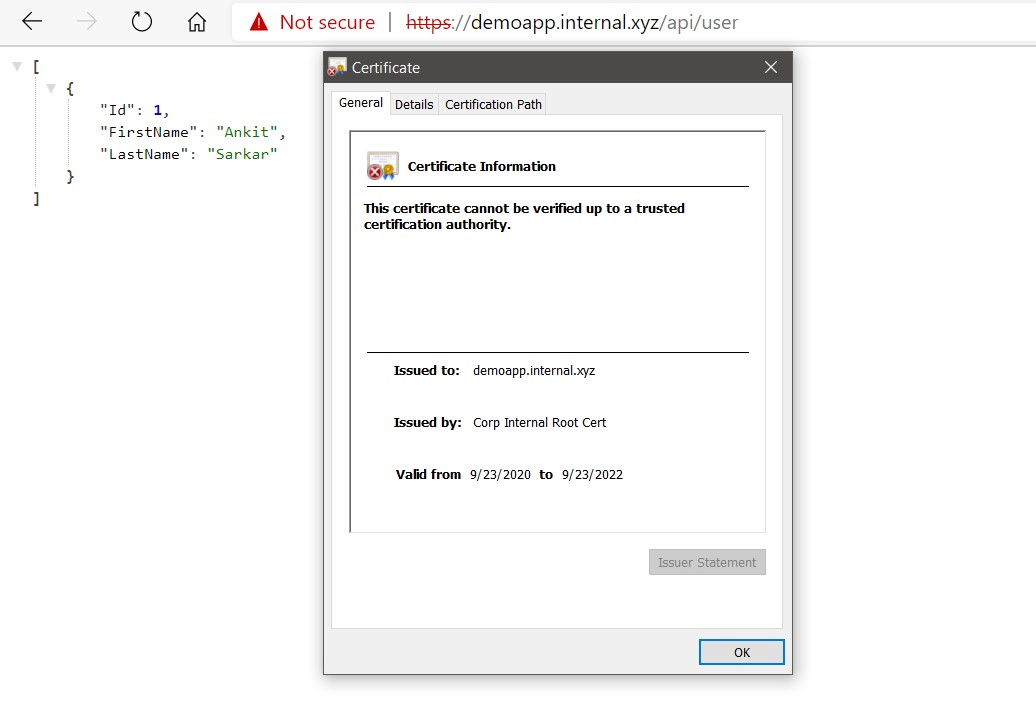 Not secure | https://demoapp.internal.xyz/api/user
[
{
"Id": 1,
"FirstName": "Ankit",
"LastName": "Sarkar"
}
]
Certificate
General Details Certification Path
Certificate Information
This certificate cannot be verified up to a trusted
certification authority.
Issued to: demoapp.internal.xyz
Issued by: Corp Internal Root Cert
Valid from 9/23/2020 to 9/23/2022
Issuer Statement
OK